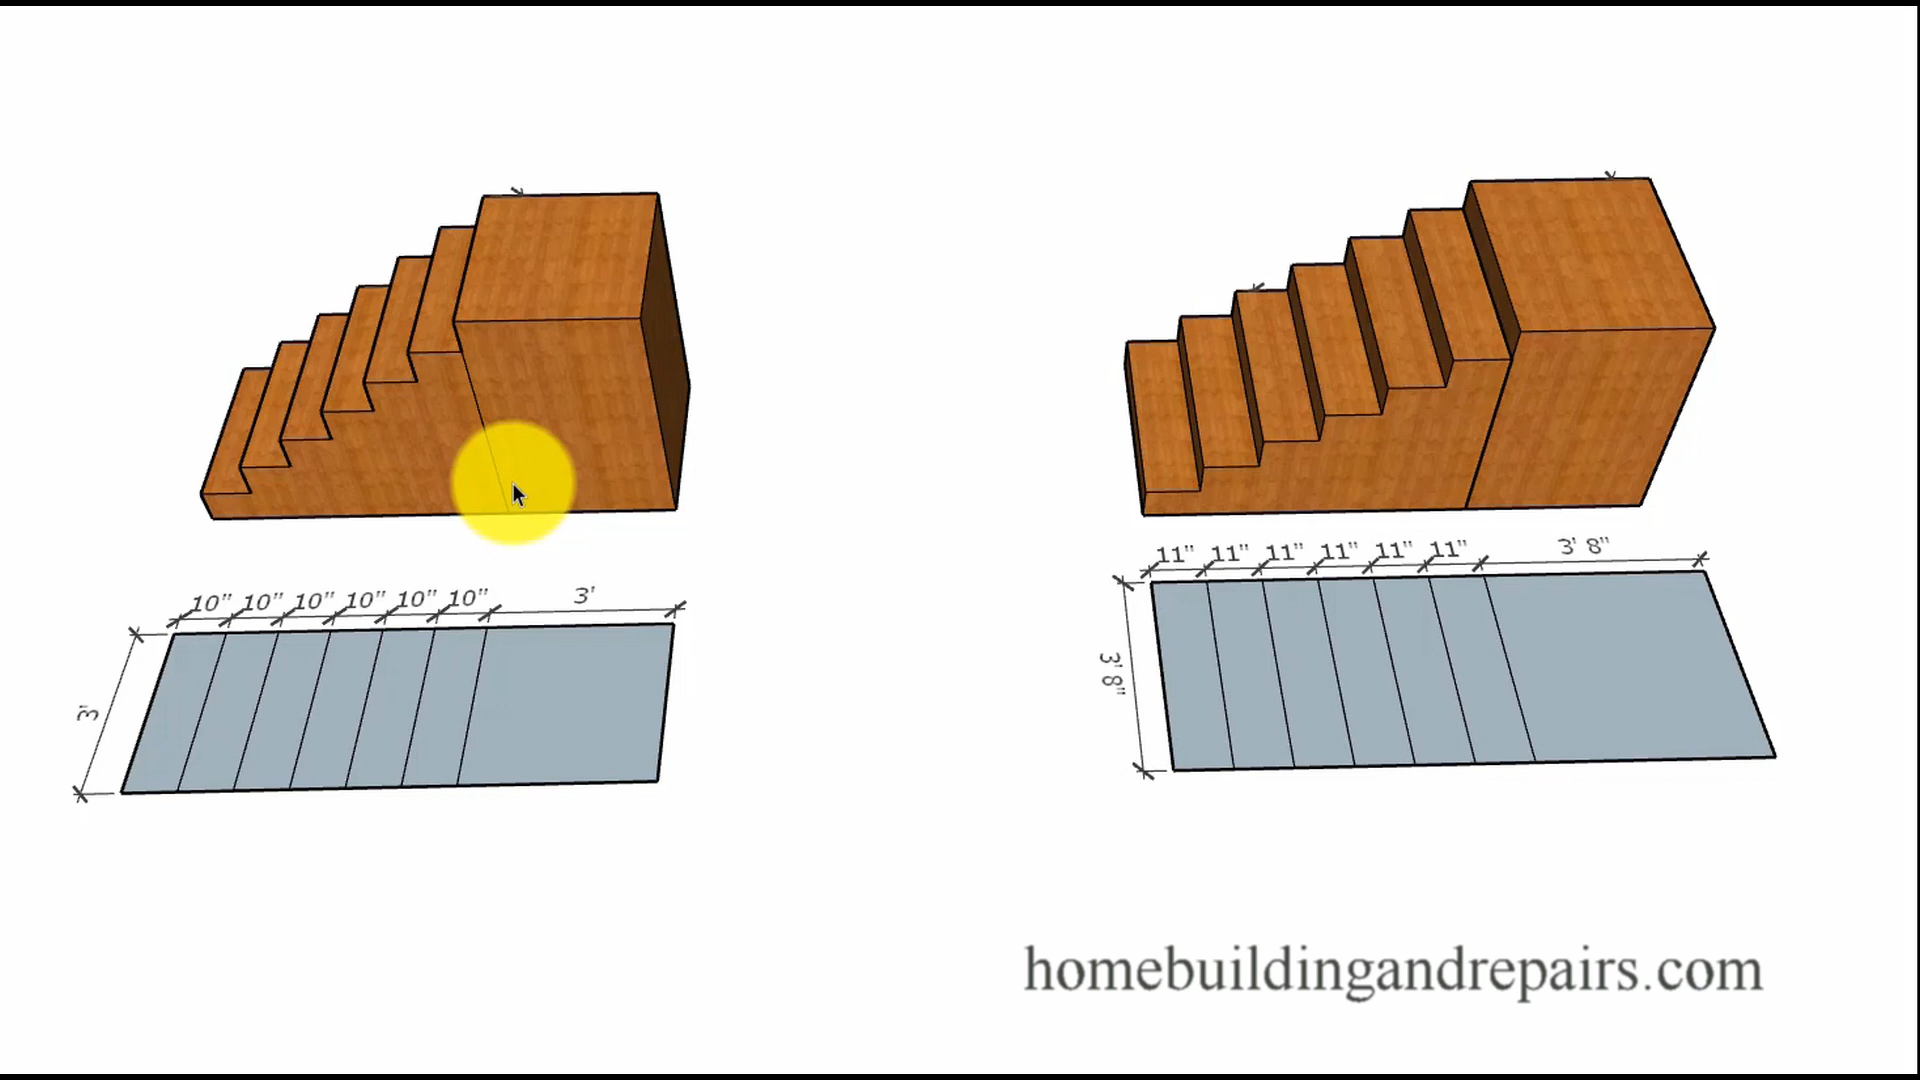 10" 10" 10" 10" 10" 10" 3'
3'
11" 11" 11" 11" 11" 11" 3' 8"
3' 8"
homebuildingandrepairs.com